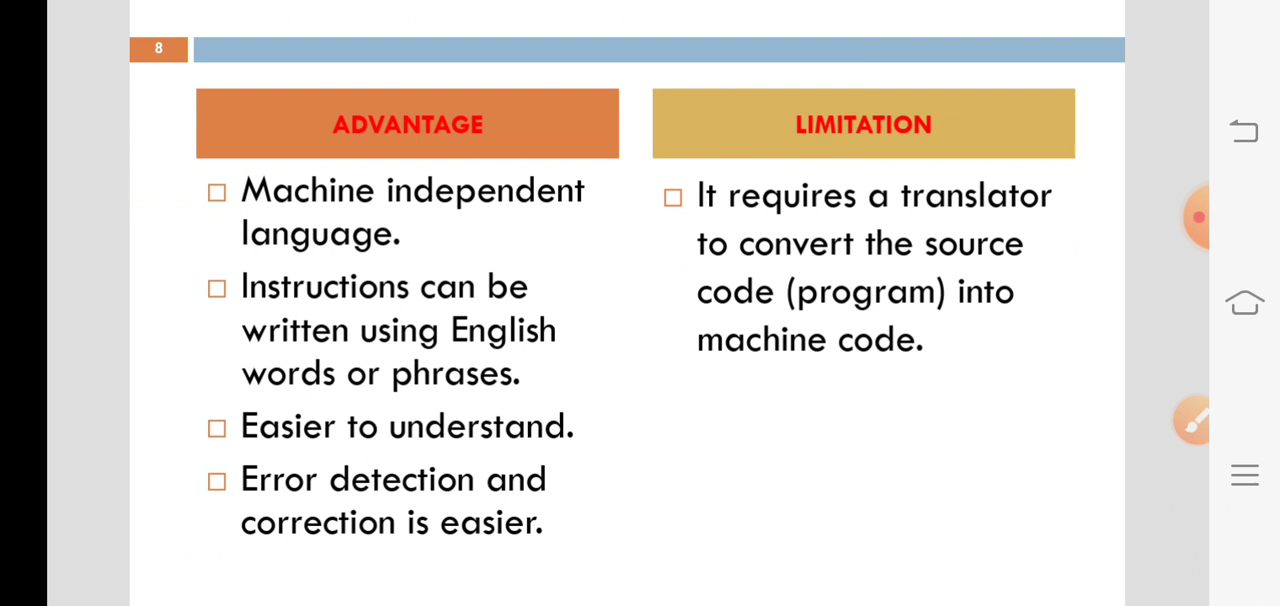 8
ADVANTAGE
Machine independent
language.
Instructions can be
written using English
words or phrases.
Easier to understand.
Error detection and
correction is easier.
LIMITATION
It requires a translator
to convert the source
code (program) into
machine code.